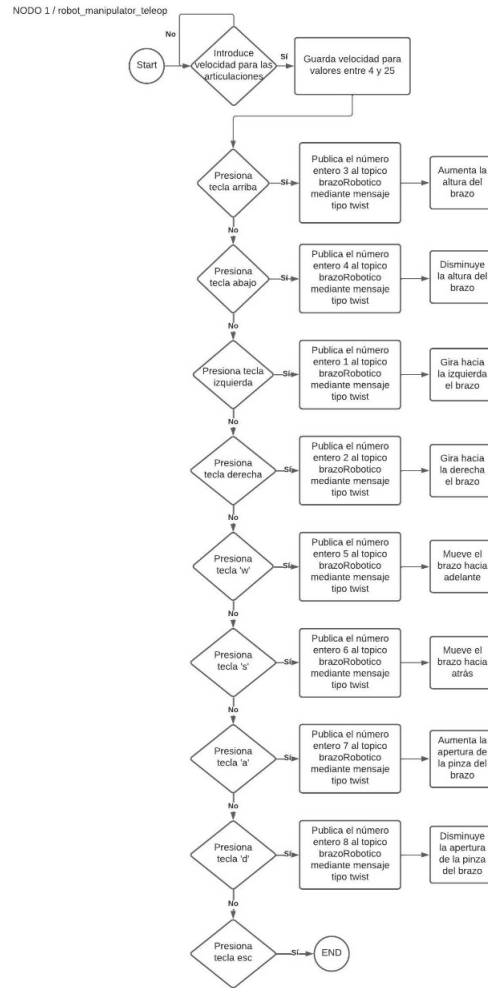 NODO 1 / robot_manipulator_teleop
No
Start
Introduce
velocidad para las
articulaciones
Sí
Guarda velocidad para
valores entre 4 y 25
Presiona
tecla arriba
Sí
Publica el número
entero 3 al topico
brazoRobotico
mediante mensaje
tipo twist
Aumenta la
altura del
brazo
No
Presiona
tecla abajo
Sí
Publica el número
entero 4 al topico
brazoRobotico
mediante mensaje
tipo twist
Disminuye
la altura del
brazo
No
Presiona tecla
izquierda
Sí
Publica el número
entero 1 al topico
brazoRobotico
mediante mensaje
tipo twist
Gira hacia
la izquierda
el brazo
No
Presiona
tecla derecha
Sí
Publica el número
entero 2 al topico
brazoRobotico
mediante mensaje
tipo twist
Gira hacia
la derecha
el brazo
No
Presiona
tecla 'w'
Sí
Publica el número
entero 5 al topico
brazoRobotico
mediante mensaje
tipo twist
Mueve el
brazo hacia
adelante
No
Presiona
tecla 's'
Sí
Publica el número
entero 6 al topico
brazoRobotico
mediante mensaje
tipo twist
Mueve el
brazo hacia
atrás
No
Presiona
tecla 'a'
Sí
Publica el número
entero 7 al topico
brazoRobotico
mediante mensaje
tipo twist
Aumenta la
apertura de
la pinza del
brazo
No
Presiona
tecla 'd'
Sí
Publica el número
entero 8 al topico
brazoRobotico
mediante mensaje
tipo twist
Disminuye
la apertura
de la pinza
del brazo
No
Presiona
tecla esc
Sí
END